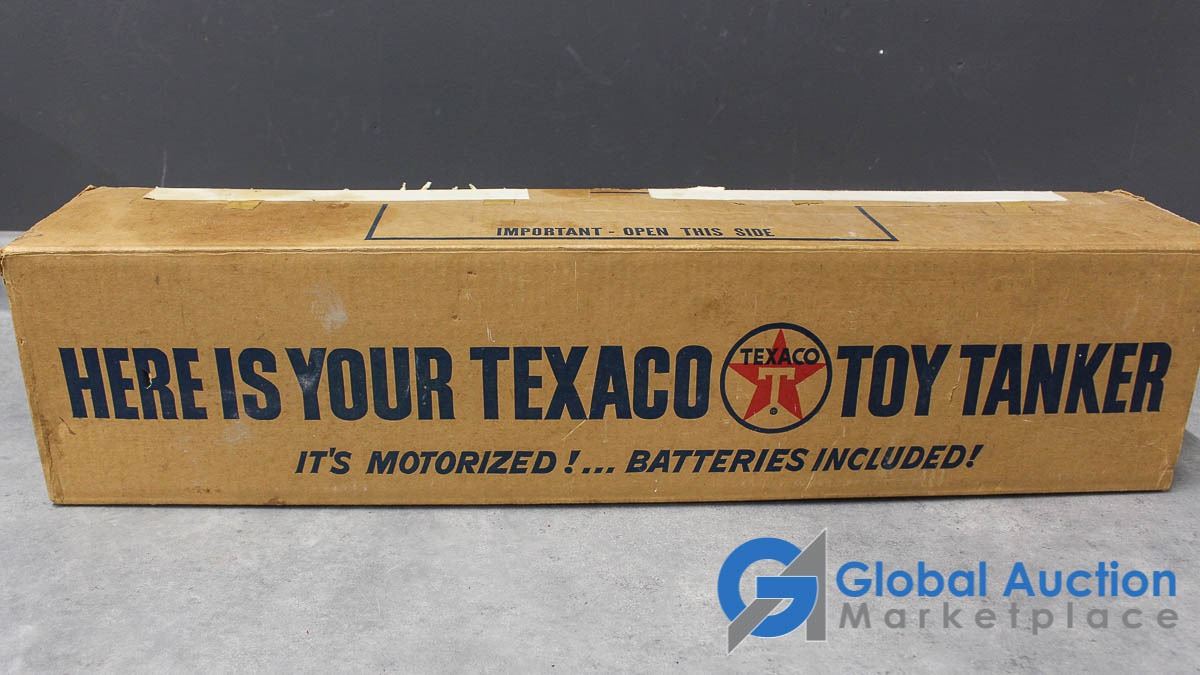 IMPORTANT - OPEN THIS SIDE
HERE IS YOUR TEXACO TEXACO T TOY TANKER
IT'S MOTORIZED!... BATTERIES INCLUDED!
Global Auction
Marketplace